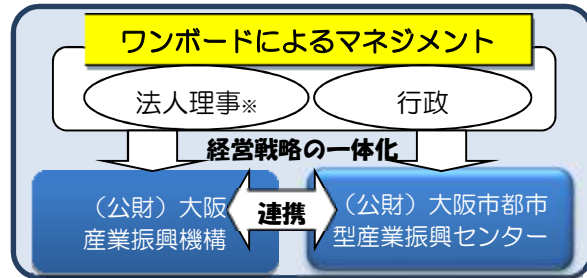 ワンボードによるマネジメント
法人理事※
行政
経営戦略の一体化
（公財）大阪
産業振興機構
連携
（公財）大阪市都市
型産業振興センター